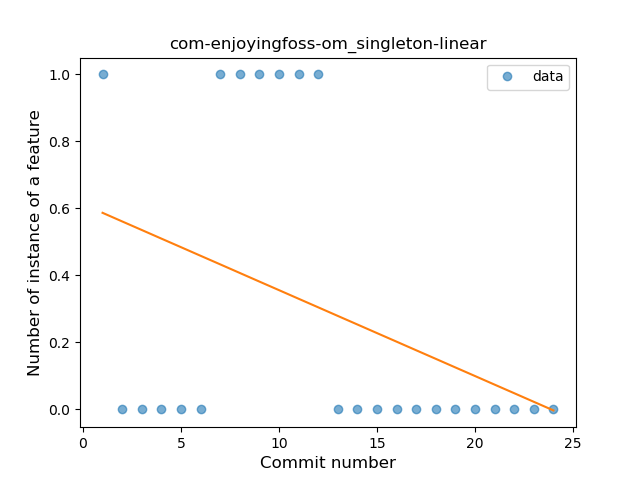 com-enjoyingfoss-om_singleton-linear
data
Number of instance of a feature
1.0
0.8
0.6
0.4
0.2
0.0
0 5 10 15 20 25
Commit number